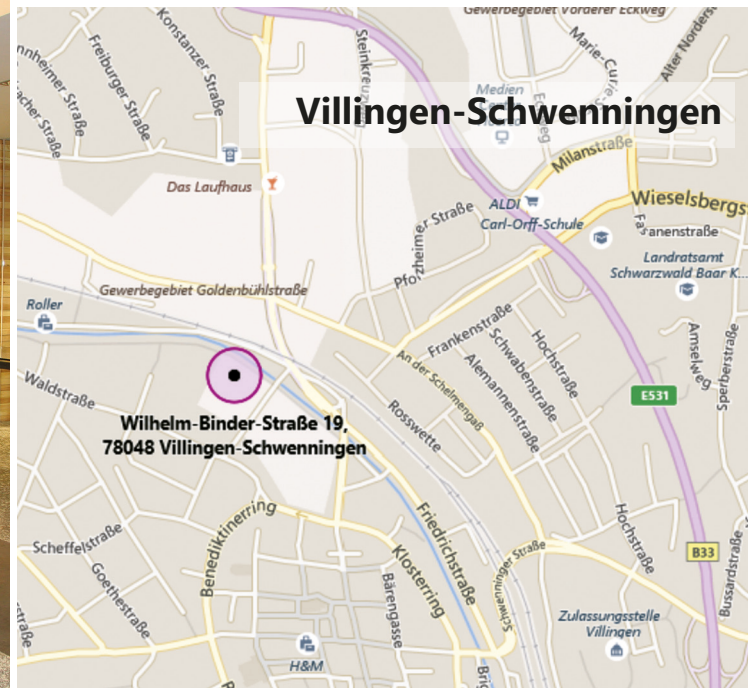 Gewerbegebiet Vorderer Eckweg
Konstanzer Straße
Freiburger Straße
Steinkreuz
Marie-Curie
Alter Nordste
Villingen-Schwenningen
Medien
Milanstraße
Das Laufhaus
ALDI
Carl-Orff-Schule
Wieselsbergs
Fasanenstraße
Pforzheimer Straße
Landratsamt
Schwarzwald Baar K...
Gewerbegebiet Goldenbühlstraße
Roller
Frankenstraße
Hochstraße
Schwabenstraße
Alemannenstraße
An der Schelmengaß
Amselweg
Sperberstraße
Waldstraße
E531
Rosswette
Wilhelm-Binder-Straße 19,
78048 Villingen-Schwenningen
Benediktinerring
Friedrichstraße
Hochstraße
Scheffelstraße
Goethestraße
Klosterring
Schwenninger Straße
B33
Bussardstraße
Bärengasse
Zulassungsstelle
Villingen
H&M